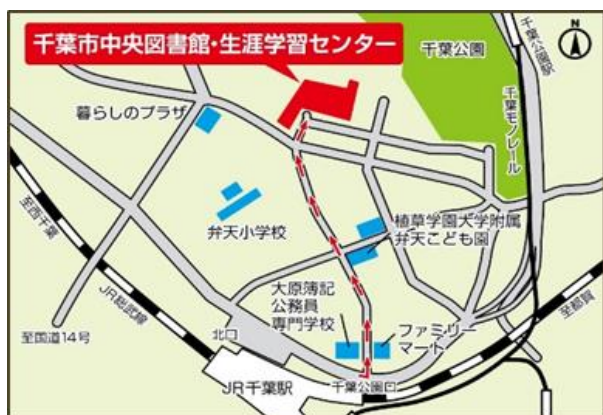 千葉市中央図書館・生涯学習センター
N
千葉公園
千葉公園駅
千葉モノレール
暮らしのプラザ
至西千葉
弁天小学校
植草学園大学附属
弁天こども園
JR総武線
大原簿記
公務員
専門学校
ファミリー
マート
至都賀
至国道14号
北口
JR千葉駅
千葉公園口